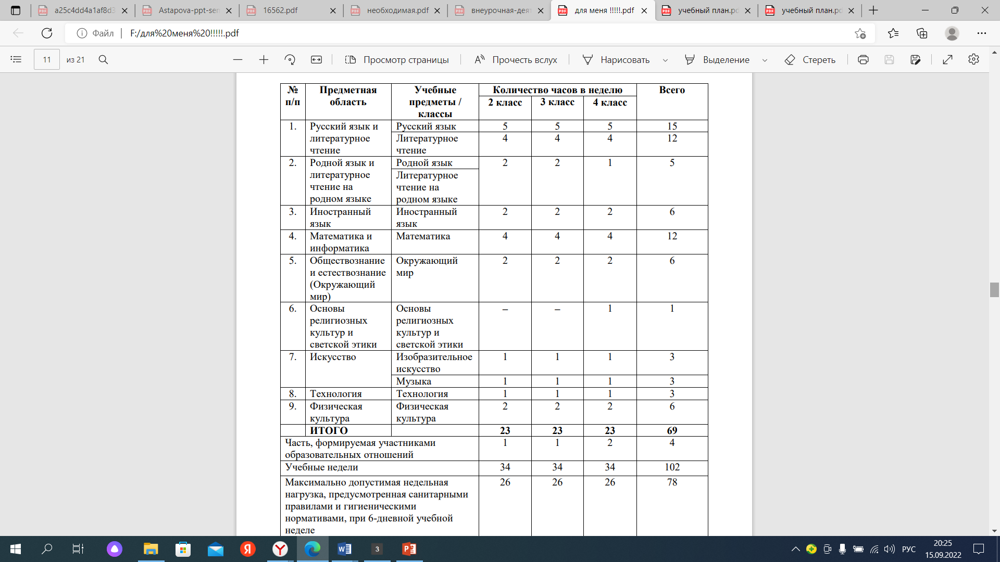 a25c4dd4a1af8d3
Astapova-ppt-sem
16562.pdf
необходимая.pdf
внеурочная-деят
для меня !!!!!.pdf
учебный план.pd
учебный план.pd
Файл F:/для%20меня%20!!!!!.pdf
11 из 21 Просмотр страницы Прочесть вслух Нарисовать Выделение Стереть
№ Предметная Учебные Количество часов в неделю Всего
п/п область предметы / 2 класс 3 класс 4 класс
классы
1. Русский язык и Русский язык 5 5 5 15
литературное Литературное 4 4 4 12
чтение чтение
2. Родной язык и Родной язык 2 2 1 5
литературное Литературное
чтение на чтение на
родном языке родном языке
3. Иностранный Иностранный 2 2 2 6
язык язык
4. Математика и Математика 4 4 4 12
информатика
5. Обществознание Окружающий 2 2 2 6
и естествознание мир
(Окружающий
мир)
6. Основы Основы – – 1 1
религиозных религиозных
культур и культур и
светской этики светской этики
7. Искусство Изобразительное 1 1 1 3
искусство
Музыка 1 1 1 3
8. Технология Технология 1 1 1 3
9. Физическая Физическая 2 2 2 6
культура культура
ИТОГО 23 23 23 69
Часть, формируемая участниками 1 1 2 4
образовательных отношений
Учебные недели 34 34 34 102
Максимально допустимая недельная 26 26 26 78
нагрузка, предусмотренная санитарными
правилами и гигиеническими
нормативами, при 6-дневной учебной
неделе
3
РУС
20:25
15.09.2022